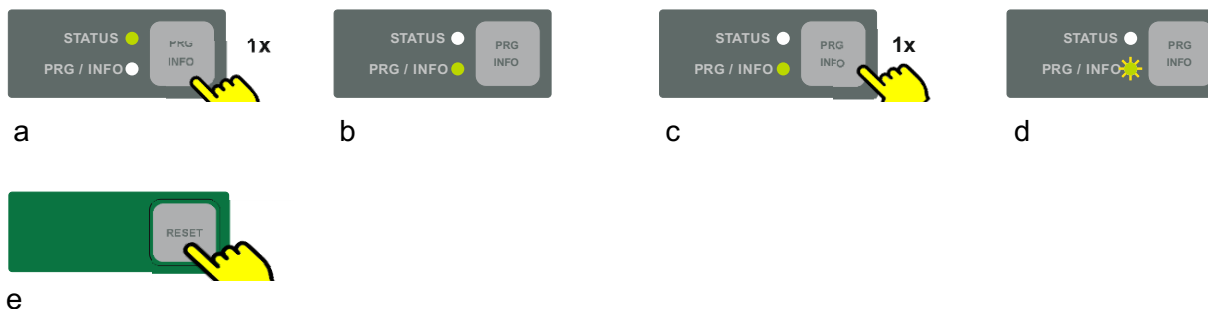 STATUS
PRG / INFO
PRG
INFO
1x
a
STATUS
PRG / INFO
PRG
INFO
b
STATUS
PRG / INFO
PRG
INFO
1x
c
STATUS
PRG / INFO
PRG
INFO
d
RESET
e